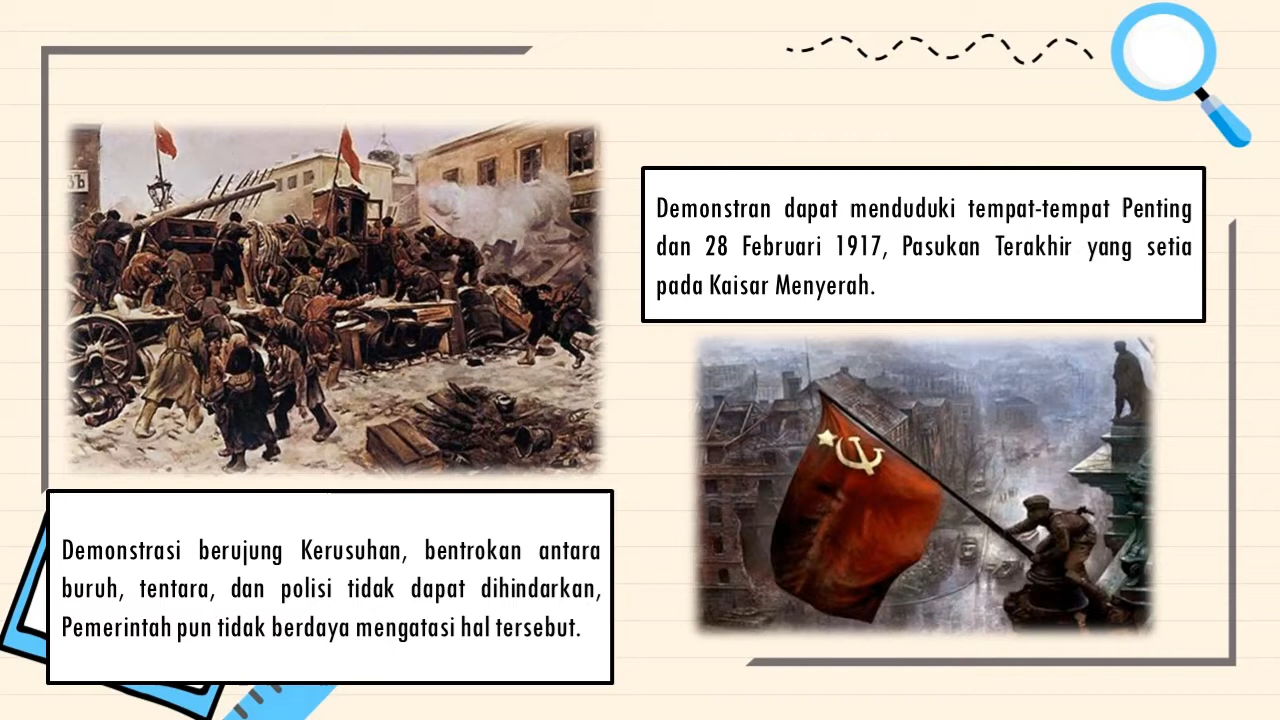 ЗЪ
Demonstran dapat menduduki tempat-tempat Penting
dan 28 Februari 1917, Pasukan Terakhir yang setia
pada Kaisar Menyerah.
Demonstrasi berujung Kerusuhan, bentrokan antara
buruh, tentara, dan polisi tidak dapat dihindarkan,
Pemerintah pun tidak berdaya mengatasi hal tersebut.